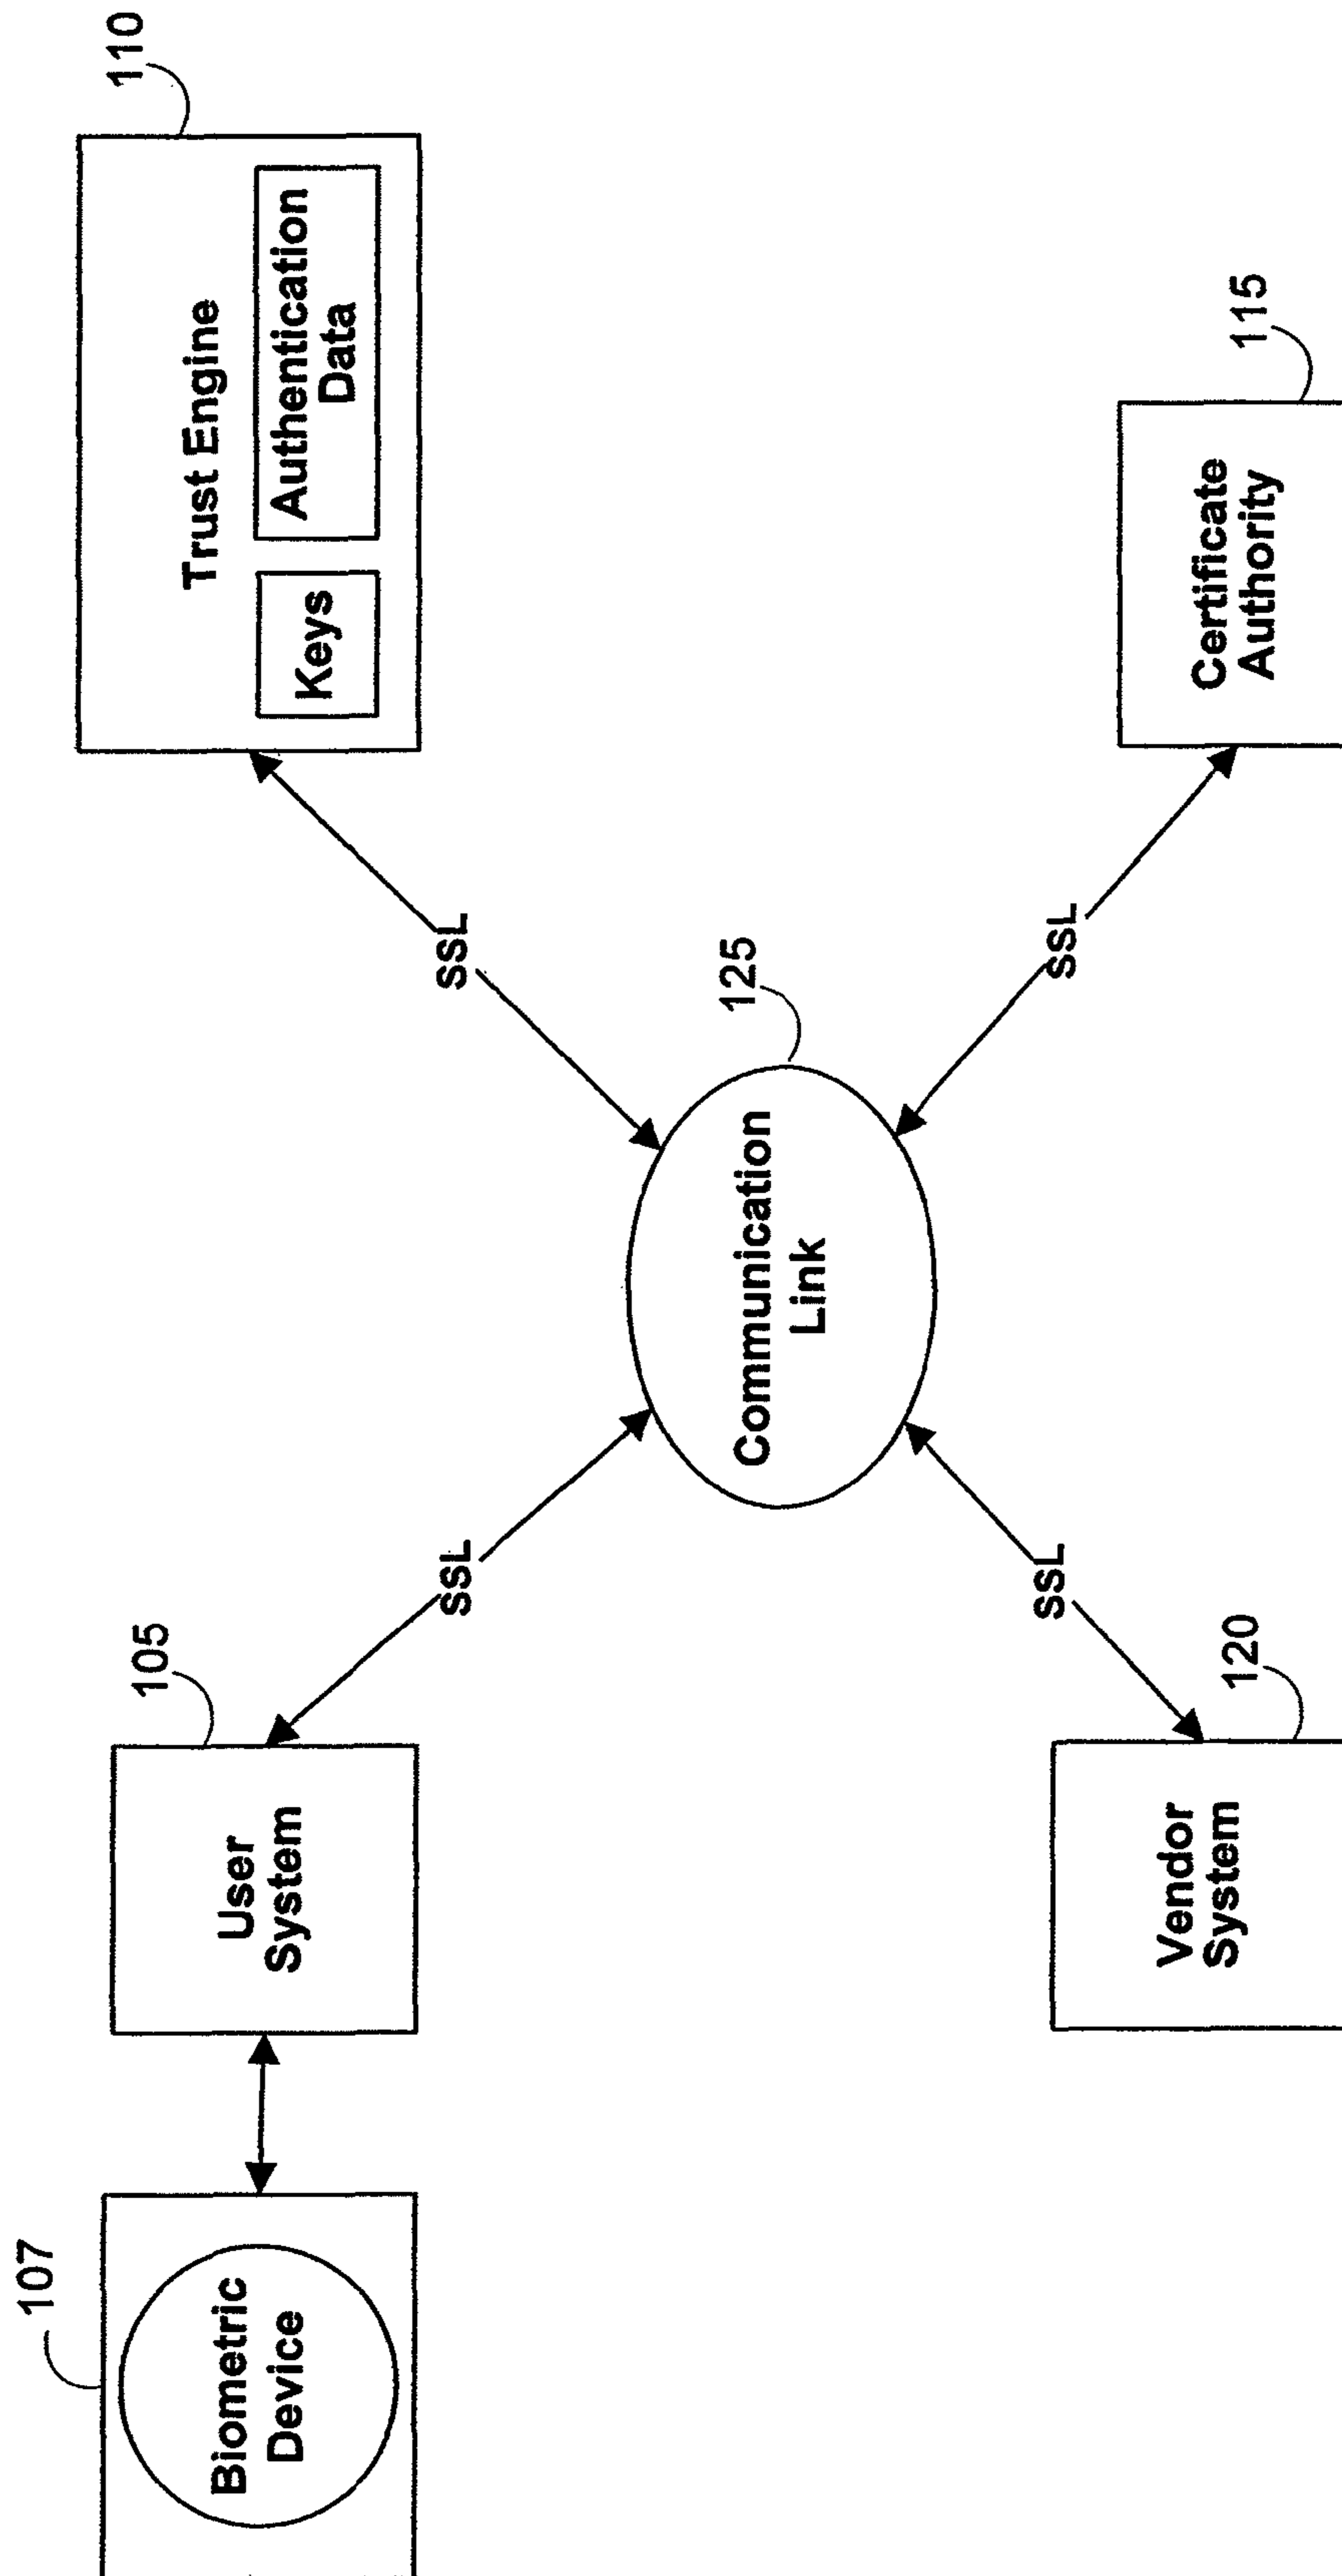 107
Biometric
Device
105
User
System
SSL
110
Trust Engine
Keys
Authentication
Data
SSL
125
Communication
Link
120
Vendor
System
SSL
115
Certificate
Authority
SSL